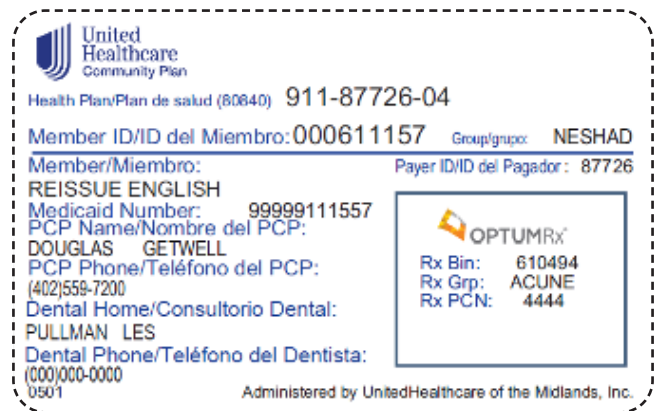 United
Healthcare
Community Plan
Health Plan/Plan de salud (80840) 911-87726-04
Member ID/ID del Miembro: 000611157 Group/grupo: NESHAD
Member/Miembro: Payer ID/ID del Pagador: 87726
REISSUE ENGLISH
Medicaid Number: 99999111557
PCP Name/Nombre del PCP:
DOUGLAS GETWELL
PCP Phone/Teléfono del PCP:
(402)559-7200
Dental Home/Consultorio Dental:
PULLMAN LES
Dental Phone/Teléfono del Dentista:
(000)000-0000
OPTUMRx
Rx Bin: 610494
Rx Grp: ACUNE
Rx PCN: 4444
0501 Administered by UnitedHealthcare of the Midlands, Inc.